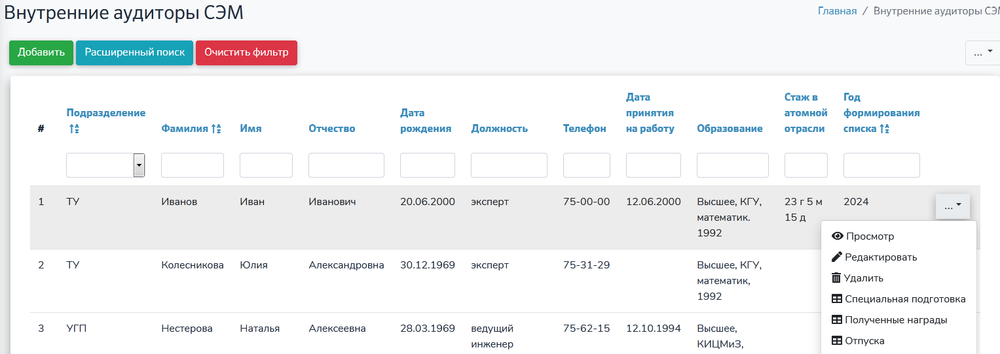 Внутренние аудиторы СЭМ
Главная / Внутренние аудиторы СЭМ
Добавить Расширенный поиск Очистить фильтр ...
# Подразделение Фамилия Имя Отчество Дата рождения Должность Телефон Дата принятия на работу Образование Стаж в атомной отрасли Год формирования списка
1 ТУ Иванов Иван Иванович 20.06.2000 эксперт 75-00-00 12.06.2000 Высшее, КГУ, математик. 1992 23 г 5 м 15 д 2024 ...
Просмотр
Редактировать
Удалить
Специальная подготовка
Полученные награды
Отпуска
2 ТУ Колесникова Юлия Александровна 30.12.1969 эксперт 75-31-29 Высшее, КГУ, математик, 1992
3 УГП Нестерова Наталья Алексеевна 28.03.1969 ведущий инженер 75-62-15 12.10.1994 Высшее, КИЦМиЗ,